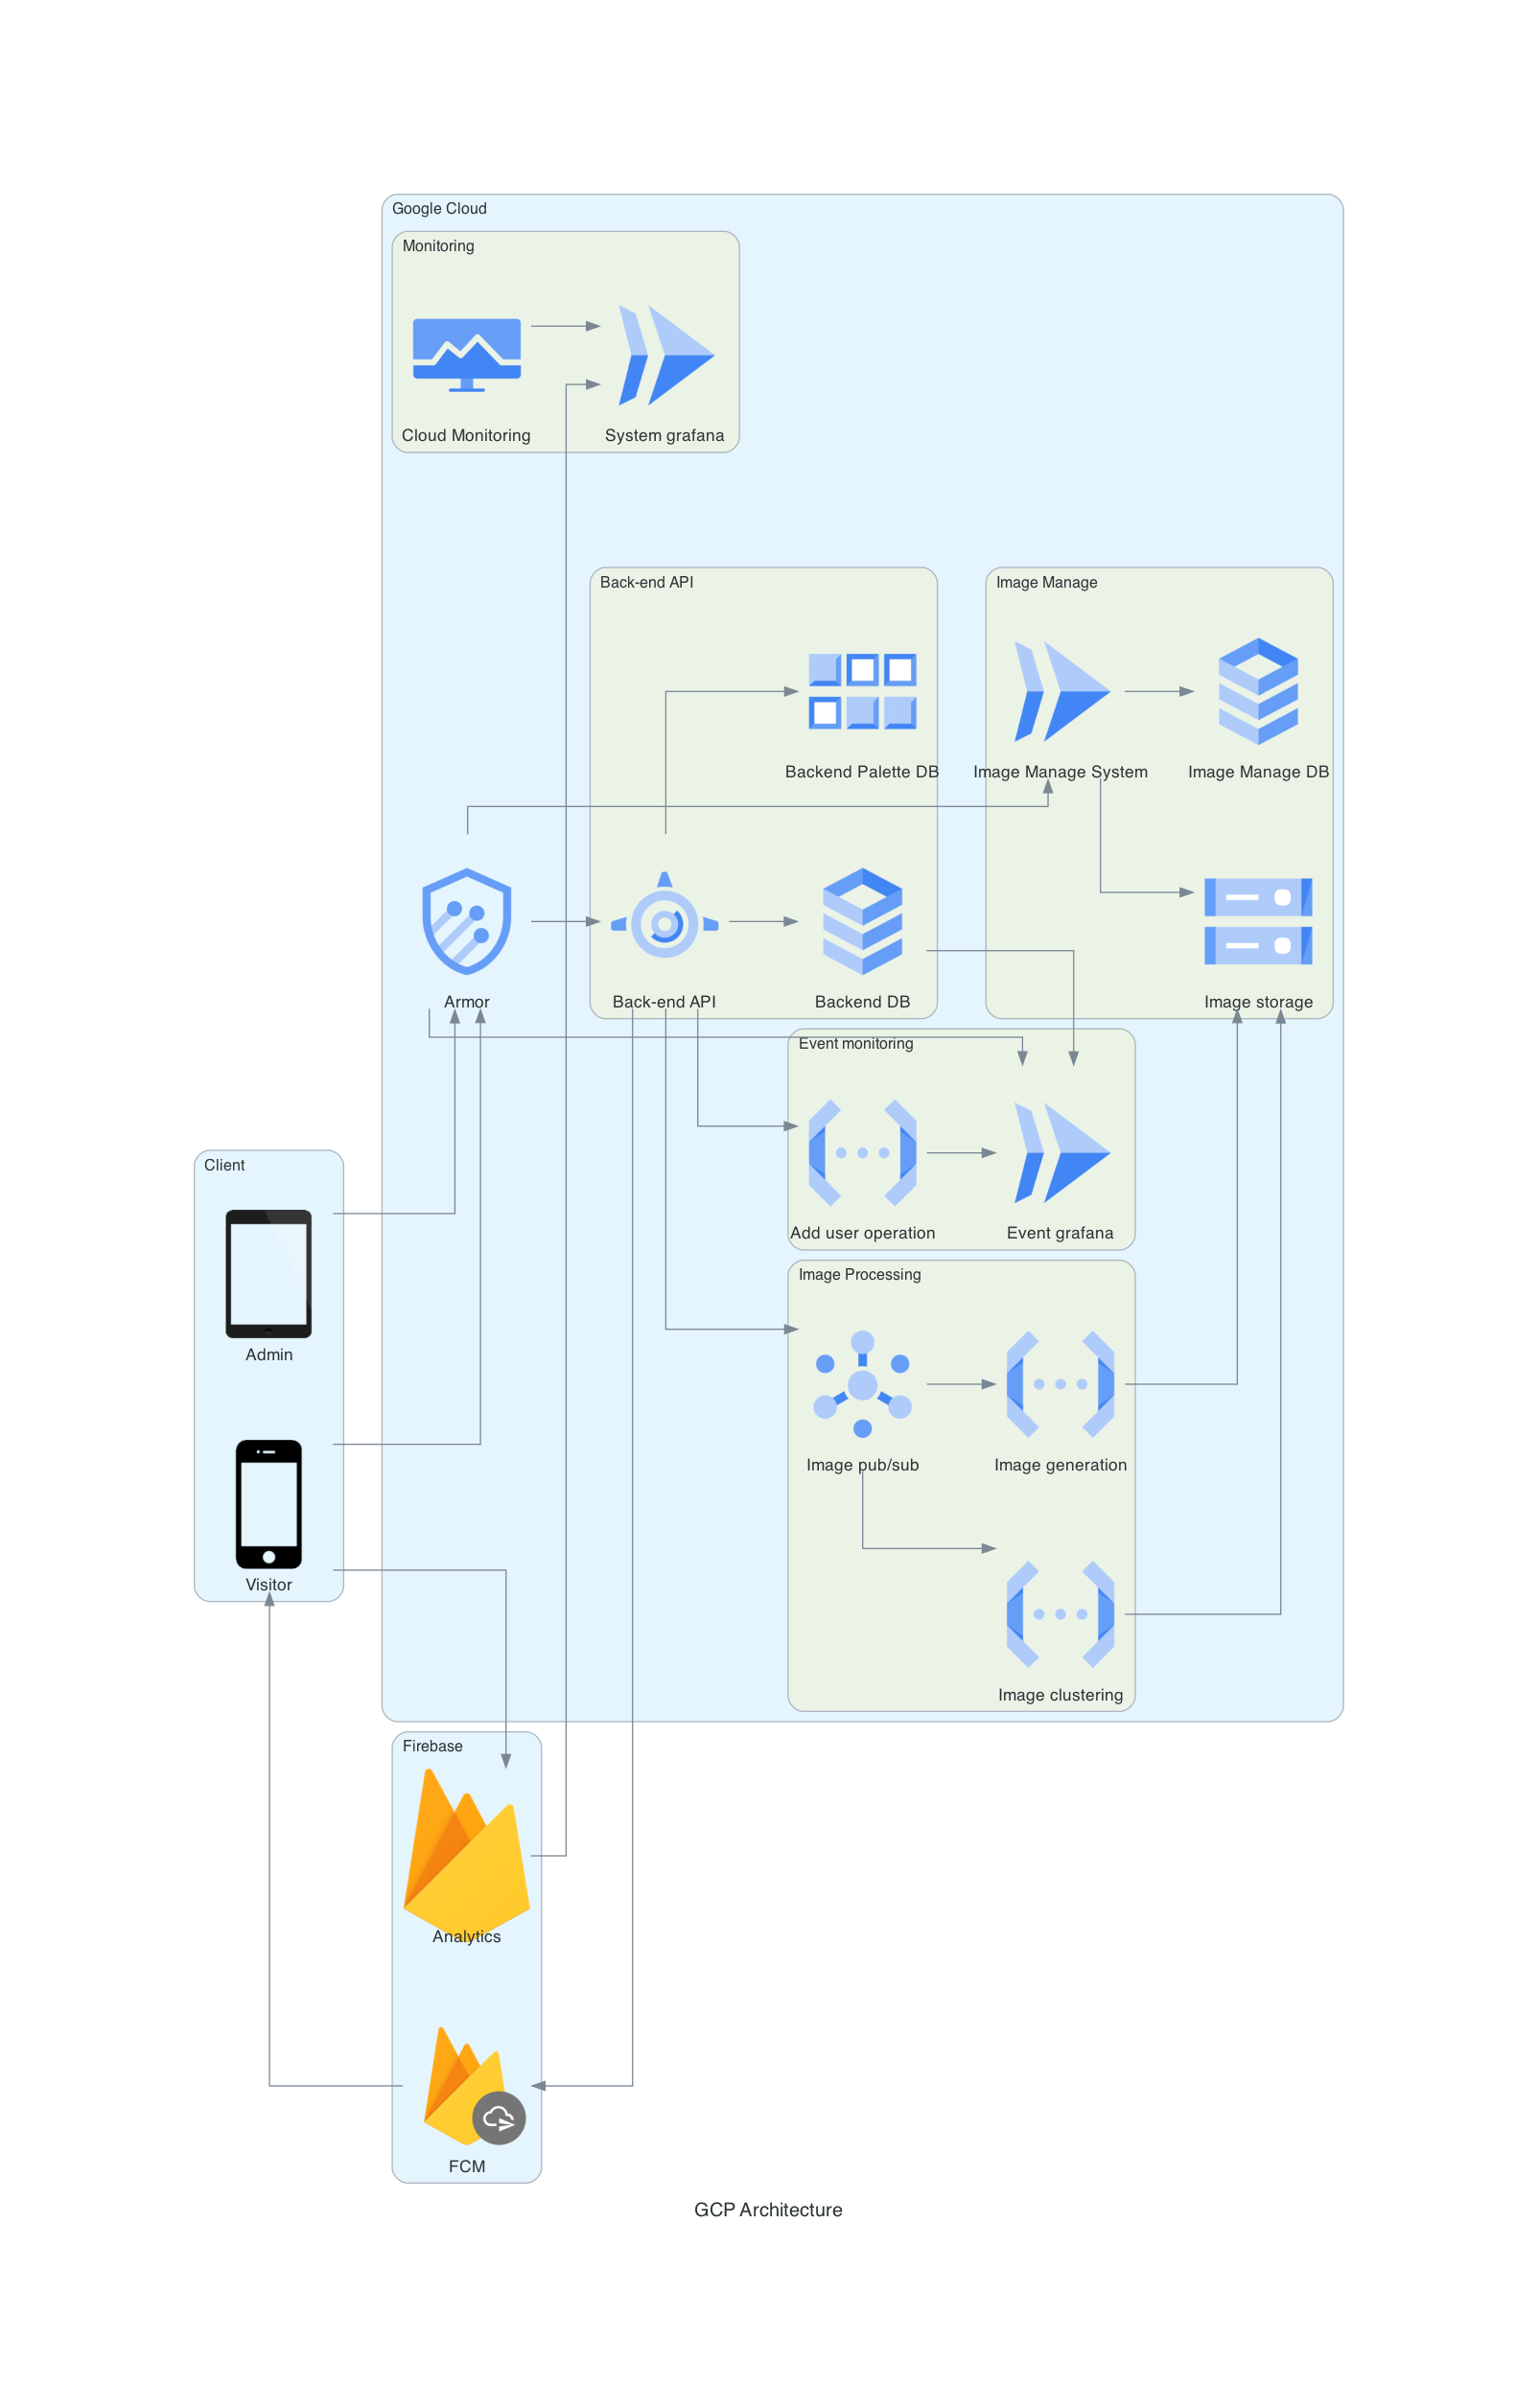 Google Cloud
Monitoring
Cloud Monitoring
System grafana
Back-end API
Image Manage
Backend Palette DB
Image Manage System
Image Manage DB
Armor
Back-end API
Backend DB
Image storage
Event monitoring
Add user operation
Event grafana
Client
Admin
Visitor
Image Processing
Image pub/sub
Image generation
Image clustering
Firebase
Analytics
FCM
GCP Architecture